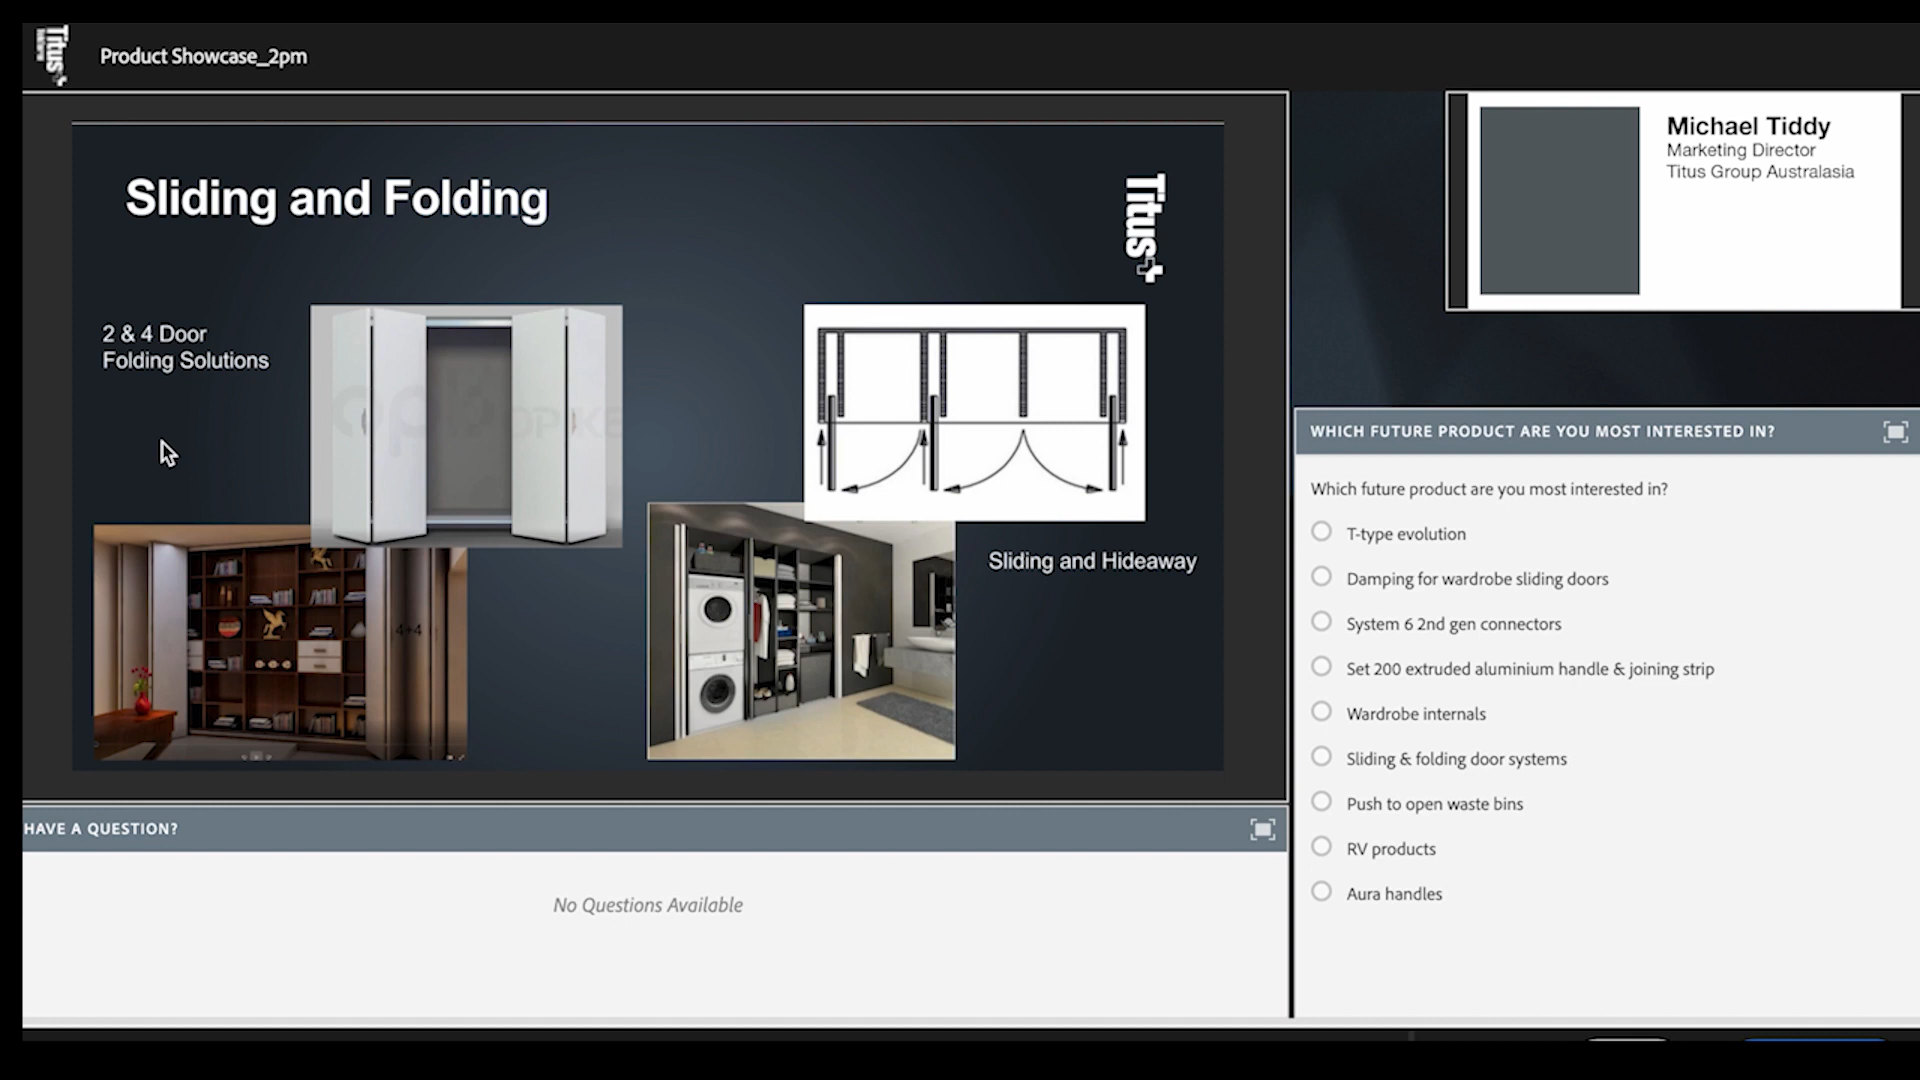 Titus
Product Showcase_2pm
Sliding and Folding
Titus
2 & 4 Door
Folding Solutions
4+4
Sliding and Hideaway
Michael Tiddy
Marketing Director
Titus Group Australasia
WHICH FUTURE PRODUCT ARE YOU MOST INTERESTED IN?
Which future product are you most interested in?
T-type evolution
Damping for wardrobe sliding doors
System 6 2nd gen connectors
Set 200 extruded aluminium handle & joining strip
Wardrobe internals
Sliding & folding door systems
Push to open waste bins
RV products
Aura handles
HAVE A QUESTION?
No Questions Available